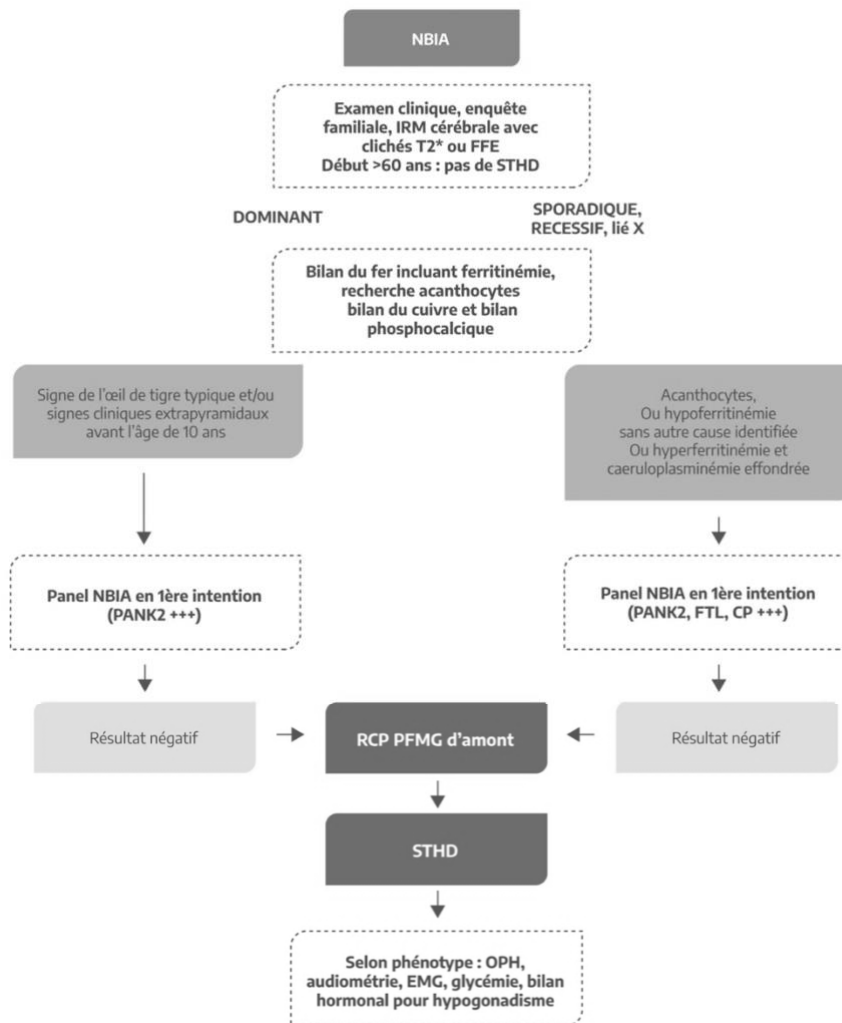 NBIA
Examen clinique, enquête
familiale, IRM cérébrale avec
clichés T2* ou FFE
Début >60 ans : pas de STHD
DOMINANT
SPORADIQUE,
RECESSIF, lié X
Bilan du fer incluant ferritinémie,
recherche acanthocytes
bilan du cuivre et bilan
phosphocalcique
Signe de l'œil de tigre typique et/ou
signes cliniques extrapyramidaux
avant l'âge de 10 ans
Acanthocytes,
Ou hypoferritinémie
sans autre cause identifiée
Ou hyperferritinémie et
caeruloplasminémie effondrée
Panel NBIA en 1ère intention
(PANK2 +++)
Panel NBIA en 1ère intention
(PANK2, FTL, CP +++)
Résultat négatif
RCP PFMG d'amont
Résultat négatif
STHD
Selon phénotype : OPH,
audiométrie, EMG, glycémie, bilan
hormonal pour hypogonadisme